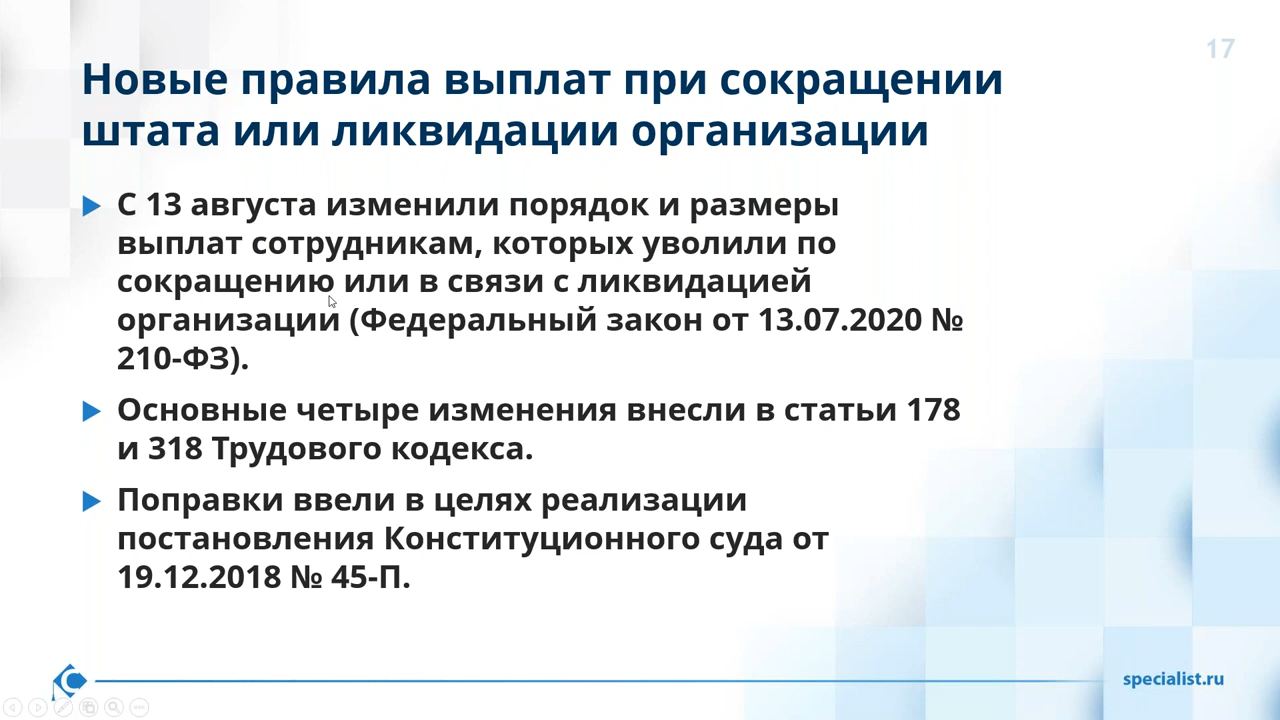 17
Новые правила выплат при сокращении
штата или ликвидации организации
С 13 августа изменили порядок и размеры
выплат сотрудникам, которых уволили по
сокращению или в связи с ликвидацией
организации (Федеральный закон от 13.07.2020 №
210-ФЗ).
Основные четыре изменения внесли в статьи 178
и 318 Трудового кодекса.
Поправки ввели в целях реализации
постановления Конституционного суда от
19.12.2018 № 45-П.
specialist.ru